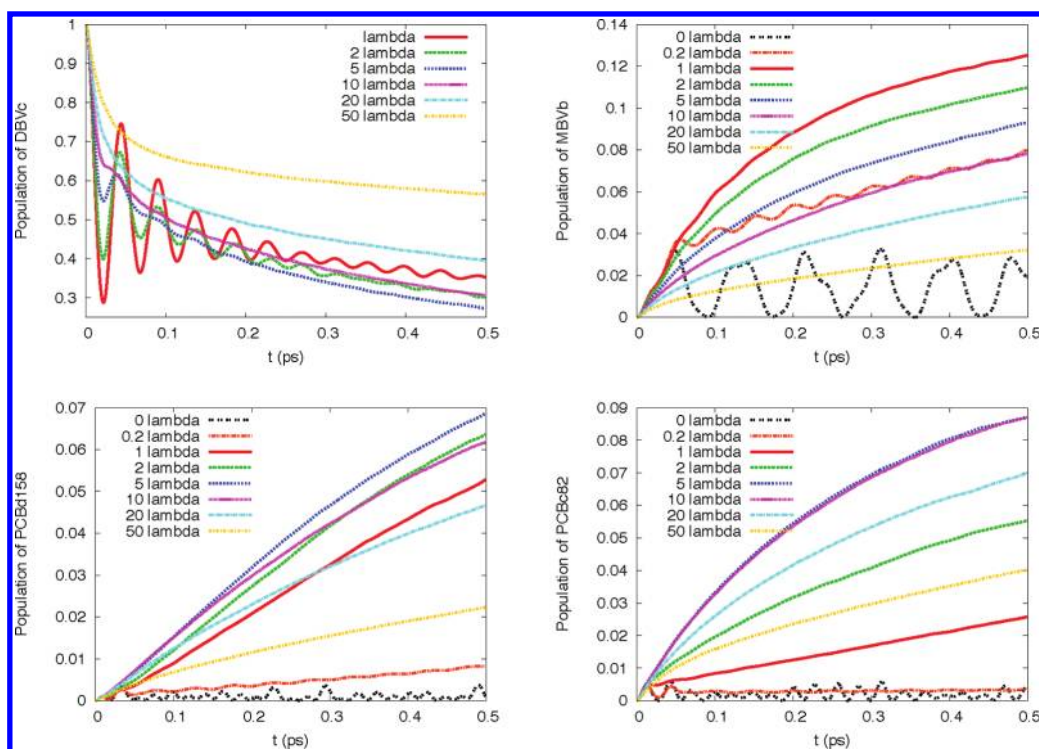 Population of DBVc
1
0.9
0.8
0.7
0.6
0.5
0.4
0.3
0
0.1
0.2
0.3
0.4
0.5
t (ps)
lambda
2 lambda
5 lambda
10 lambda
20 lambda
50 lambda
Population of MBVb
0.12
0.1
0.08
0.06
0.04
0.02
0
0
0.1
0.2
0.3
0.4
0.5
t (ps)
0 lambda
0.2 lambda
1 lambda
2 lambda
5 lambda
10 lambda
20 lambda
50 lambda
Population of PCBd158
0.07
0.06
0.05
0.04
0.03
0.02
0.01
0
0
0.1
0.2
0.3
0.4
0.5
t (ps)
0 lambda
0.2 lambda
1 lambda
2 lambda
5 lambda
10 lambda
20 lambda
50 lambda
Population of PCBc82
0.09
0.08
0.07
0.06
0.05
0.04
0.03
0.02
0.01
0
0
0.1
0.2
0.3
0.4
0.5
t (ps)
0 lambda
0.2 lambda
1 lambda
2 lambda
5 lambda
10 lambda
20 lambda
50 lambda